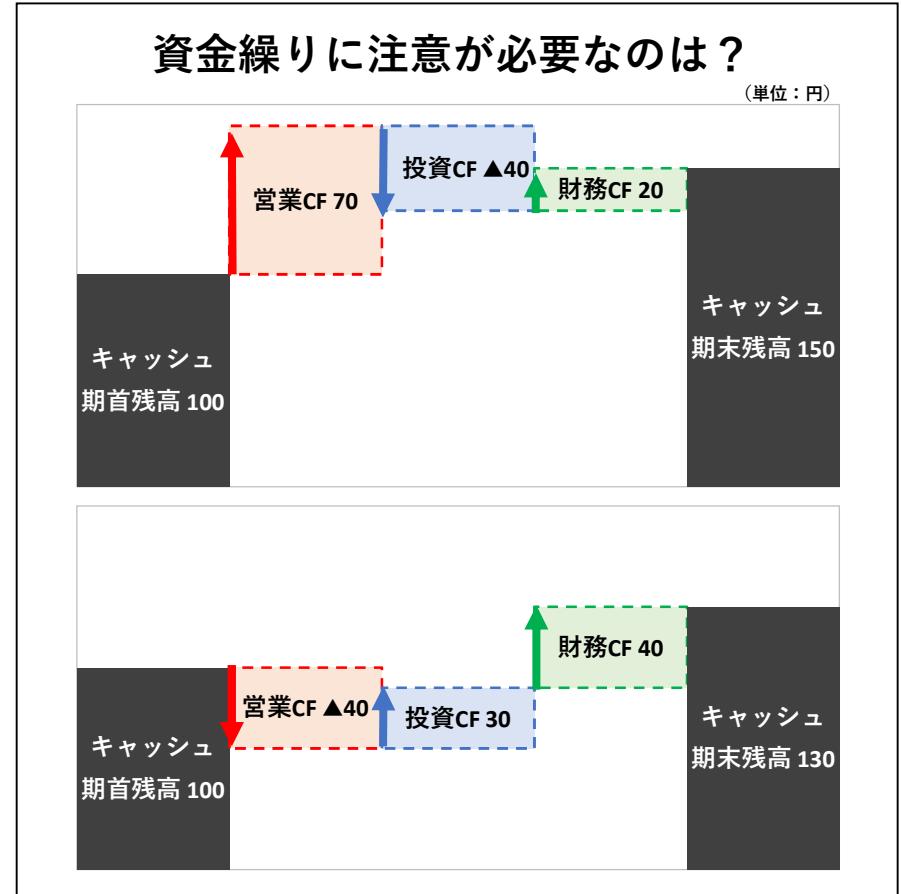 資金繰りに注意が必要なのは？
（単位：円）
営業CF 70
投資CF ▲40
財務CF 20
キャッシュ
期首残高 100
キャッシュ
期末残高 150
営業CF ▲40
投資CF 30
財務CF 40
キャッシュ
期首残高 100
キャッシュ
期末残高 130